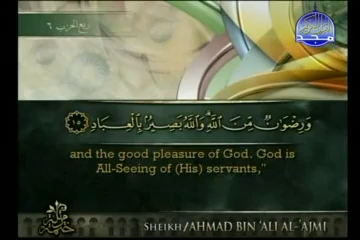 ربع الحزب ٦
وَرِضْوَٰنٌ مِّنَ ٱللَّهِ وَٱللَّهُ بَصِيرٌۢ بِٱلْعِبَادِ ١٥
and the good pleasure of God. God is
All-Seeing of (His) servants,"
SHEIKH/AHMAD BIN 'ALI AL-'AJMI